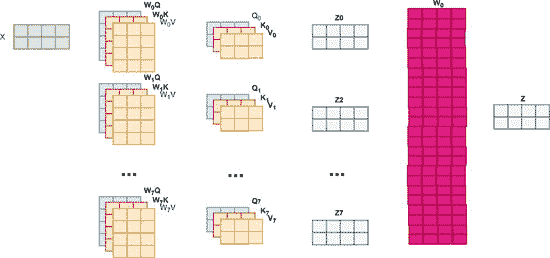 X
W₀Q
W₀K
W₀V
Q₀
K₀
V₀
Z0
W₀
Z
W₁Q
W₁K
W₁V
Q₁
K₁
V₁
Z2
...
...
...
W₇Q
W₇K
W₇V
Q₇
K₇
V₇
Z7